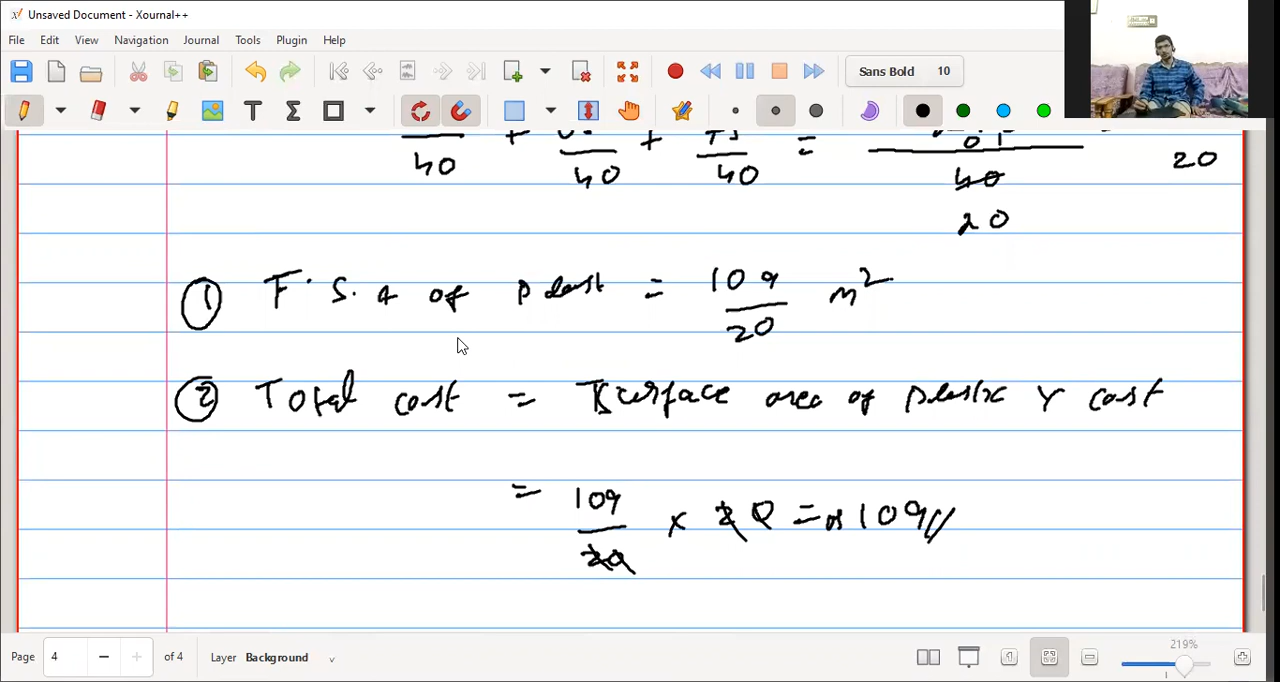 Unsaved Document - Xournal++
File Edit View Navigation Journal Tools Plugin Help
Sans Bold 10
40 + 40 + 40 = 40 20
20
① F.S.A of plast = 109/20 m²
② Total cost = surface area of plastic × cost
= 109/20 × 20 = 109//
Page 4 of 4 Layer Background 219%